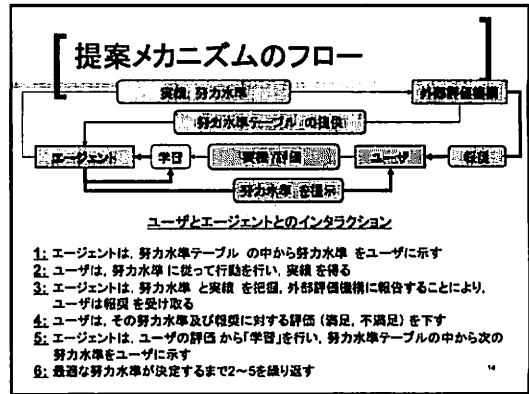 提案メカニズムのフロー
実績, 努力水準
外部評価機構
努力水準テーブル の提供
エージェント
学習
実績/評価
ユーザ
報奨
努力水準 を提示
ユーザとエージェントとのインタラクション
1: エージェントは, 努力水準テーブル の中から努力水準 をユーザに示す
2: ユーザは, 努力水準 に従って行動を行い, 実績 を得る
3: エージェントは, 努力水準 と実績 を把握, 外部評価機構に報告することにより,
ユーザは報奨 を受け取る
4: ユーザは, その努力水準及び報奨に対する評価 (満足, 不満足) を下す
5: エージェントは, ユーザの評価 から「学習」を行い, 努力水準テーブルの中から次の
努力水準をユーザに示す
6: 最適な努力水準が決定するまで2～5を繰り返す
14